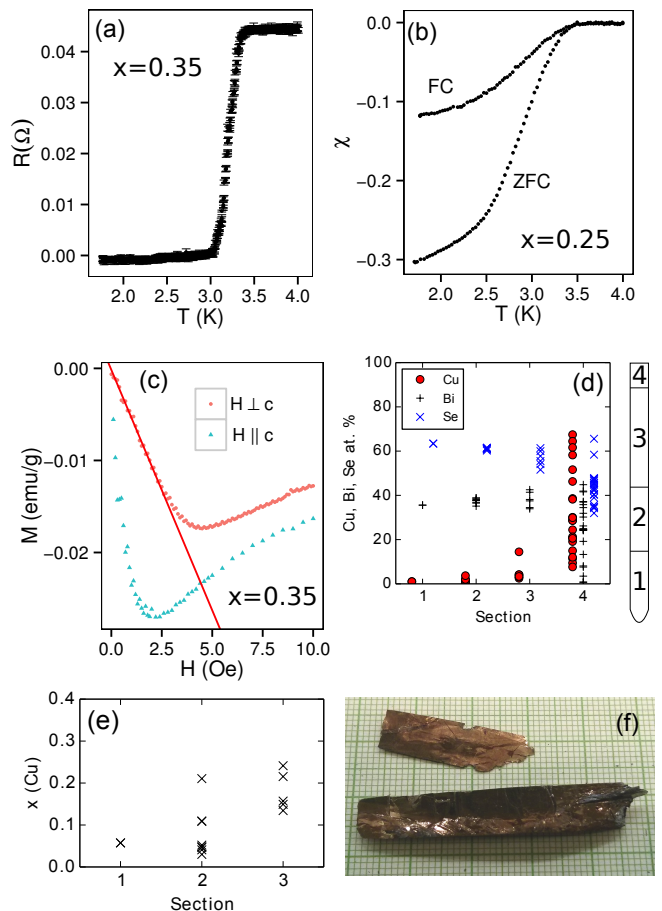 (a)
x=0.35
R(Ω)
0.04
0.03
0.02
0.01
0.00
2.0 2.5 3.0 3.5 4.0
T (K)
(b)
FC
ZFC
x=0.25
χ
0.0
-0.1
-0.2
-0.3
2.0 2.5 3.0 3.5 4.0
T (K)
(c)
H ⊥ c
H || c
x=0.35
M (emu/g)
0.00
-0.01
-0.02
0.0 2.5 5.0 7.5 10.0
H (Oe)
(d)
Cu
Bi
Se
Cu, Bi, Se at. %
100
80
60
40
20
0
1 2 3 4
Section
4
3
2
1
(e)
x (Cu)
0.4
0.3
0.2
0.1
0.0
1 2 3
Section
(f)